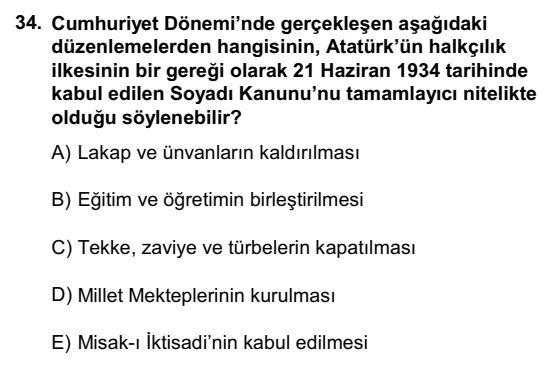 34. Cumhuriyet Dönemi’nde gerçekleşen aşağıdaki
düzenlemelerden hangisinin, Atatürk’ün halkçılık
ilkesinin bir gereği olarak 21 Haziran 1934 tarihinde
kabul edilen Soyadı Kanunu’nu tamamlayıcı nitelikte
olduğu söylenebilir?
A) Lakap ve ünvanların kaldırılması
B) Eğitim ve öğretimin birleştirilmesi
C) Tekke, zaviye ve türbelerin kapatılması
D) Millet Mekteplerinin kurulması
E) Misak-ı İktisadi’nin kabul edilmesi